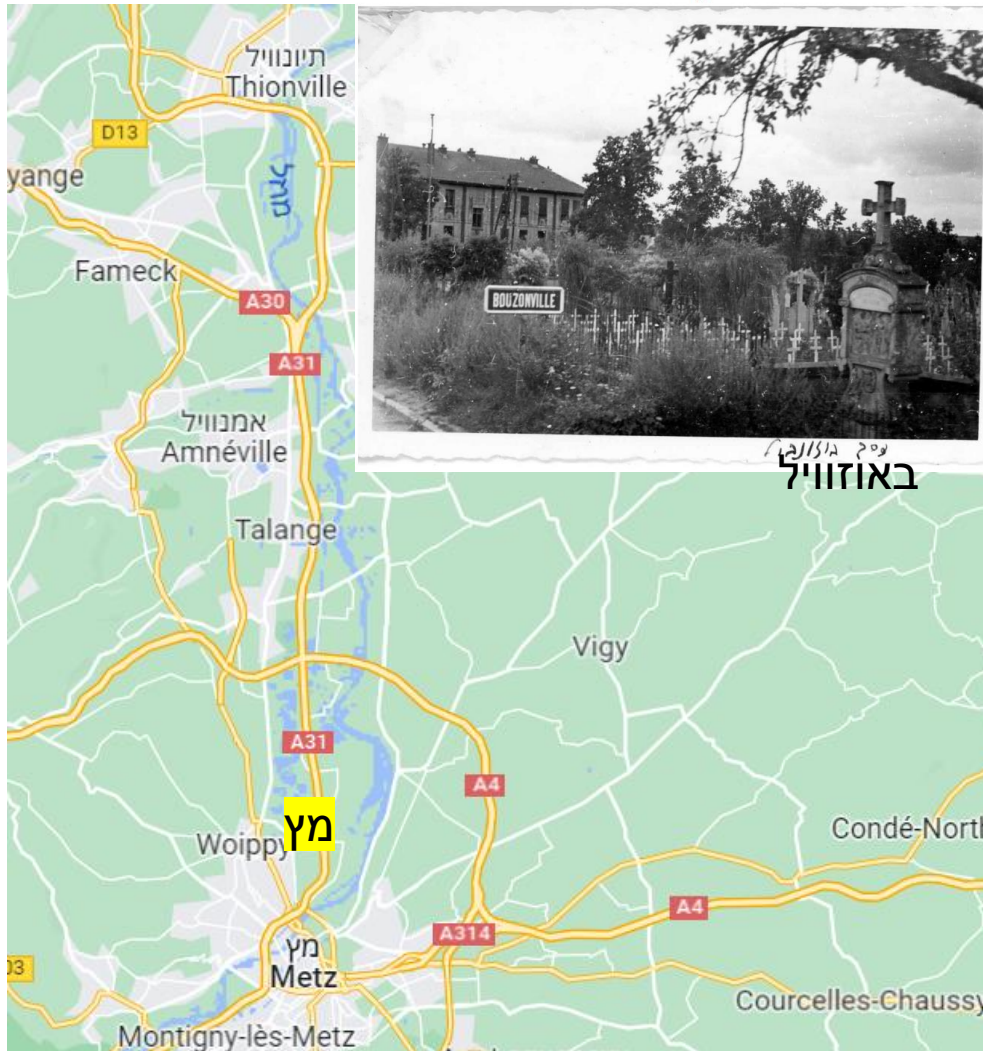 תיונוויל
Thionville
D13
yange
Fameck
A30
A31
אמנוויל
Amnéville
Talange
BOUZONVILLE
באוזוויל
Vigy
A31
A4
מץ
Woippy
Condé-North
A4
A314
מץ
Metz
03
Courcelles-Chaussy
Montigny-lès-Metz